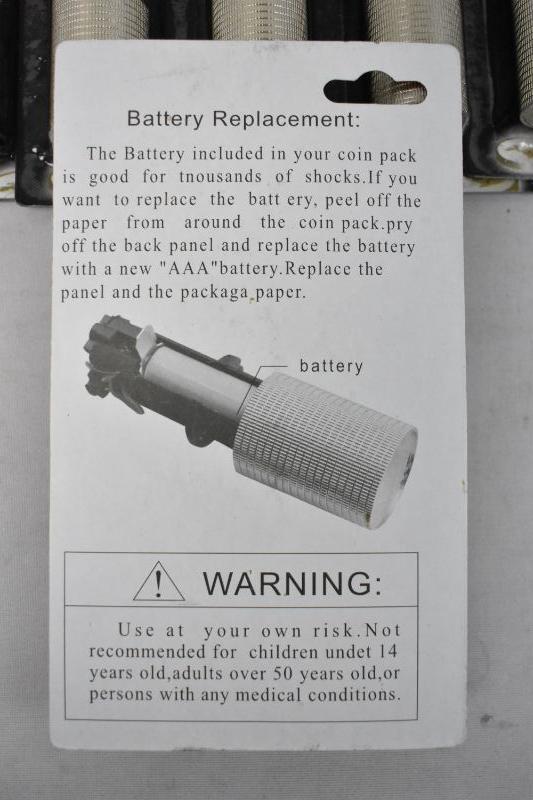 Battery Replacement:
The Battery included in your coin pack
is good for tnousands of shocks.If you
want to replace the batt ery, peel off the
paper from around the coin pack.pry
off the back panel and replace the battery
with a new "AAA"battery.Replace the
panel and the packaga paper.
battery
! WARNING:
Use at your own risk.Not
recommended for children undet 14
years old,adults over 50 years old,or
persons with any medical conditions.